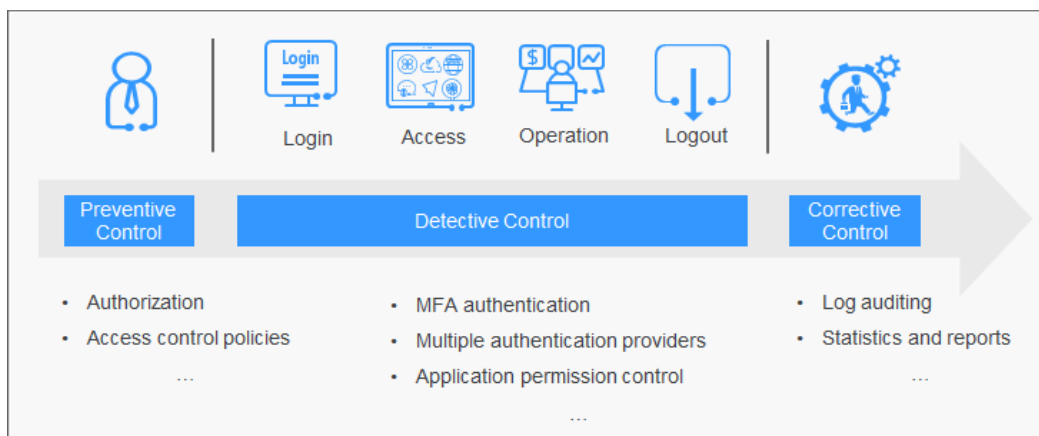 Login
Login
Access
Operation
Logout
$
Preventive
Control
Detective Control
Corrective
Control
• Authorization
• Access control policies
...
• MFA authentication
• Multiple authentication providers
• Application permission control
...
• Log auditing
• Statistics and reports
...